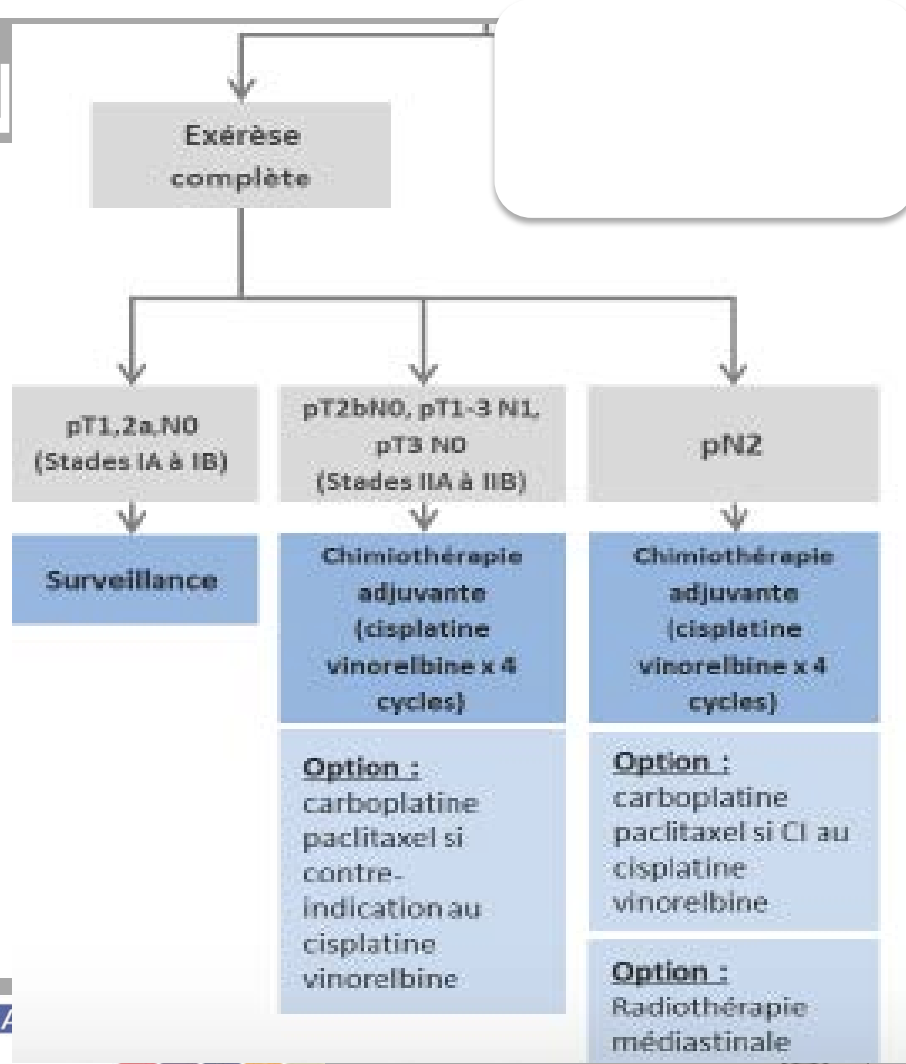 Exérèse
complète
pT1,2a,N0
(Stades IA à IB)
Surveillance
pT2bN0, pT1-3 N1,
pT3 N0
(Stades IIA à IIB)
Chimiothérapie
adjuvante
(cisplatine
vinorelbine x 4
cycles)
Option :
carboplatine
paclitaxel si
contre-
indication au
cisplatine
vinorelbine
pN2
Chimiothérapie
adjuvante
(cisplatine
vinorelbine x 4
cycles)
Option :
carboplatine
paclitaxel si CI au
cisplatine
vinorelbine
Option :
Radiothérapie
médiastinale